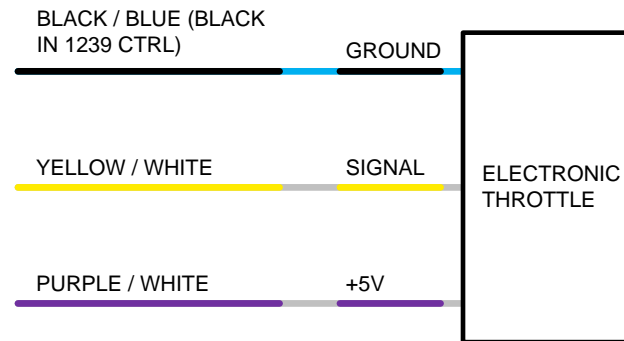 BLACK / BLUE (BLACK
IN 1239 CTRL)
GROUND
YELLOW / WHITE
SIGNAL
ELECTRONIC
THROTTLE
PURPLE / WHITE
+5V